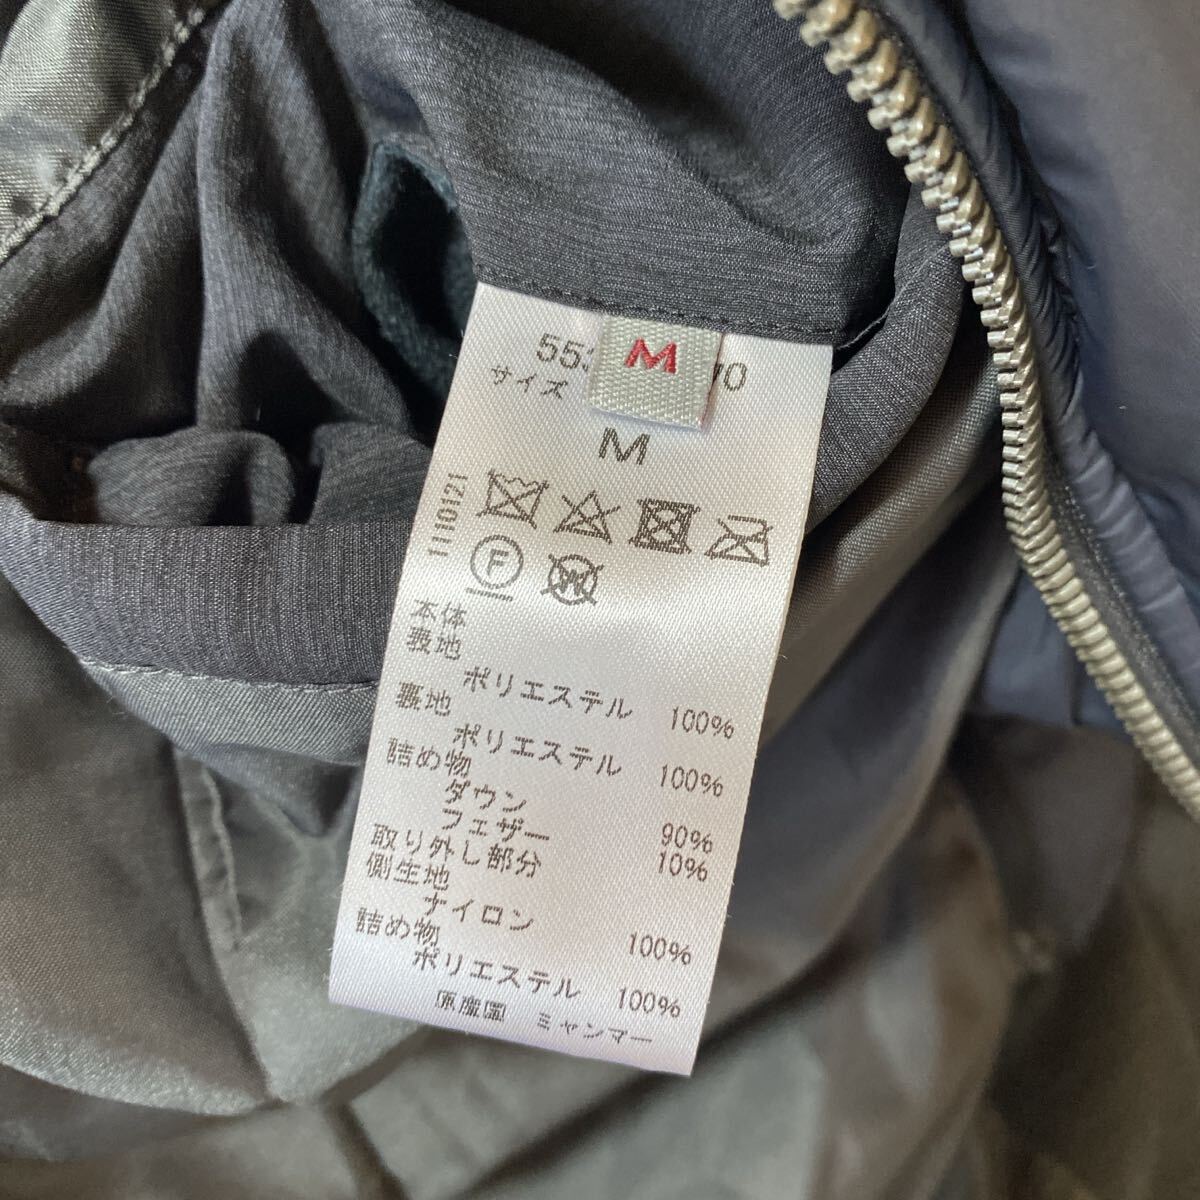 M
サイズ
M
110121
F
W
本体
表地
ポリエステル 100%
裏地
ポリエステル 100%
詰め物
ダウン 90%
フェザー 10%
取り外し部分
側生地
ナイロン 100%
詰め物
ポリエステル 100%
原産国 ミャンマー